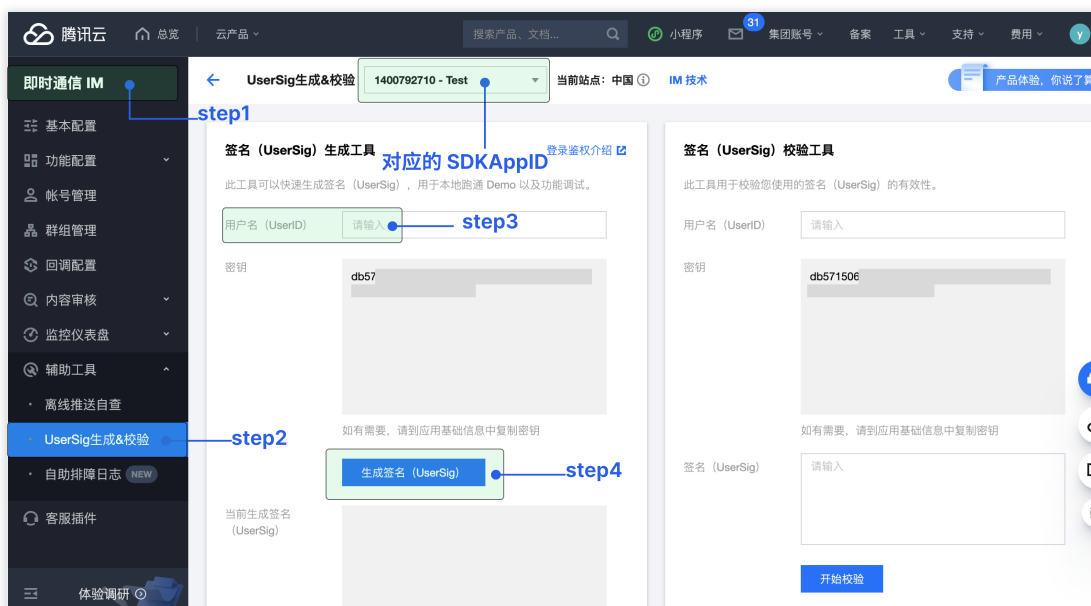 腾讯云 总览 云产品 搜索产品、文档... 小程序 31 集团账号 备案 工具 支持 费用 Y
即时通信 IM
step1
基本配置
功能配置
帐号管理
群组管理
回调配置
内容审核
监控仪表盘
辅助工具
离线推送自查
UserSig生成&校验
step2
自助排障日志 NEW
客服插件
体验调研
UserSig生成&校验 1400792710 - Test 当前站点：中国 IM 技术
产品体验，你说了算
签名（UserSig）生成工具 登录鉴权介绍
对应的 SDKAppID
此工具可以快速生成签名（UserSig），用于本地跑通 Demo 以及功能调试。
用户名（UserID） 请输入
step3
密钥
db57
如有需要，请到应用基础信息中复制密钥
生成签名（UserSig）
step4
当前生成签名
（UserSig）
签名（UserSig）校验工具
此工具用于校验您使用的签名（UserSig）的有效性。
用户名（UserID） 请输入
密钥
db571506
如有需要，请到应用基础信息中复制密钥
签名（UserSig） 请输入
开始校验